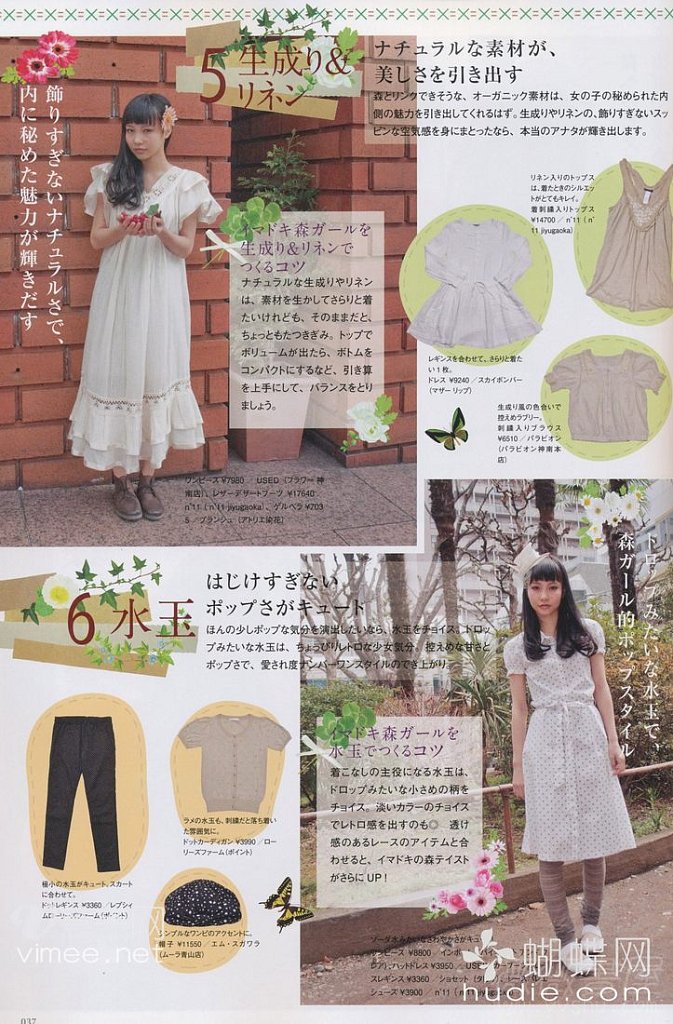 飾りすぎないナチュラルさで、
内に秘めた魅力が輝きだす
5 生成り&
リネン
ナチュラルな素材が、
美しさを引き出す
森とリンクできそうな、オーガニック素材は、女の子の秘められた内
側の魅力を引き出してくれるはず。生成りやリネンの、飾りすぎないスッ
ピンな空気感を身にまとったなら、本当のアナタが輝き出します。
イマドキ森ガールを
生成り&リネンで
つくるコツ
ナチュラルな生成りやリネン
は、素材を生かしてさらりと着
たいけれども、そのままだと、
ちょっともたつきぎみ。トップで
ボリュームが出たら、ボトムを
コンパクトにするなど、引き算
を上手にして、バランスをとり
ましょう。
リネン入りのトップス
は、着たときのシルエッ
トがとてもキレイ。
着刺繍入りトップス
¥14700／n°11（n°
11 jiyugaoka）
レギンスを合わせて、さらりと着た
い1枚。
ドレス ¥9240／スカイボンバー
（マザー リップ）
生成り風の色合いで
控えめラブリー。
刺繍入りブラウス
¥6510／パラビオン
（パラビオン神南本
店）
ワンピース¥7980 USED（フラワー 神
南店）、レザーデザートブーツ ¥17640
n°11（n°11 jiyugaoka）、ガルベラ¥703
5／ブランシュ（アトリエ染花）
6 水玉
はじけすぎない
ポップさがキュート
ほんの少しポップな気分を演出したいなら、水玉をチョイス。ドロッ
プみたいな水玉は、ちょっぴりレトロな少女気分。控えめな甘さと
ポップさで、愛され度ナンバーワンスタイルのでき上がり。
ドロップみたいな水玉で、
森ガール的ポップスタイル
イマドキ森ガールを
水玉でつくるコツ
着こなしの主役になる水玉は、
ドロップみたいな小さめの柄を
チョイス。淡いカラーのチョイス
でレトロ感を出すのも◎ 透け
感のあるレースのアイテムと合
わせると、イマドキの森テイスト
がさらにUP！
ラメの水玉も、刺繍だと落ち着い
た雰囲気に。
ドットカーディガン ¥3990／ロー
リーズファーム（ポイント）
極小の水玉がキュート。スカート
に合わせて。
ドットレギンス ¥3360／レプシィ
ムローリーズファーム（ポイント）
シンプルなワンピのアクセントに。
帽子 ¥11550 エム・スガワラ
（ムーラ青山店）
ソーダ水みたいなさわやかさがキュ
ワンピース ¥8800
ヘッドドレス ¥3950 USED
スレギンス ¥3360／ショセット
シューズ ¥3900／n°11
037
vimee.net
蝴蝶网
hudie.com